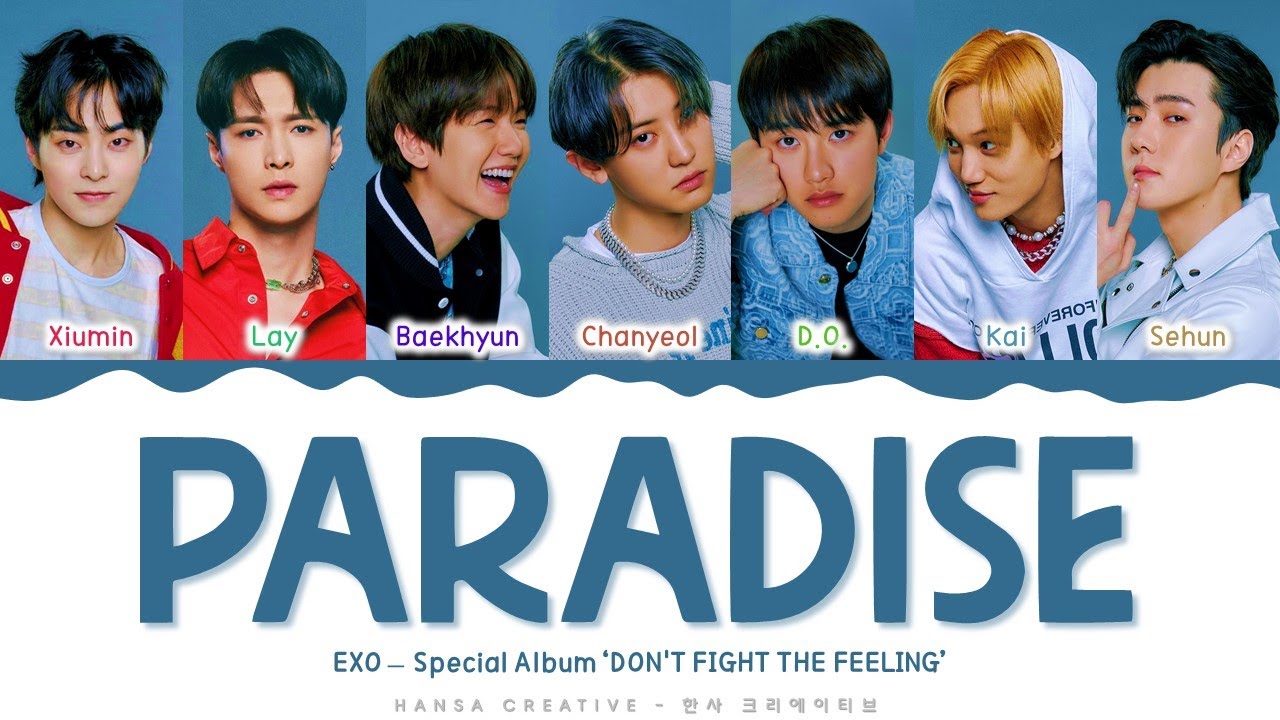 Xiumin
Lay
Baekhyun
Chanyeol
D.O.
Kai
Sehun
FOREVER
PARADISE
EXO – Special Album ‘DON'T FIGHT THE FEELING’
HANSA CREATIVE - 한사 크리에이티브